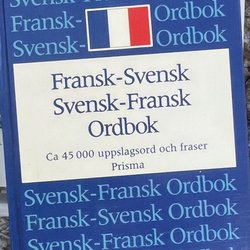 Svensk-Fransk Ordbok
Fransk- Ordbok
Svensk- Ordbok
Fransk-Svensk
Svensk-Fransk
Ordbok
Ca 45 000 uppslagsord och fraser
Prisma
Svensk-Fransk Ordbok
Fransk-Svensk Ordbok
Svensk-Fransk Ordbok